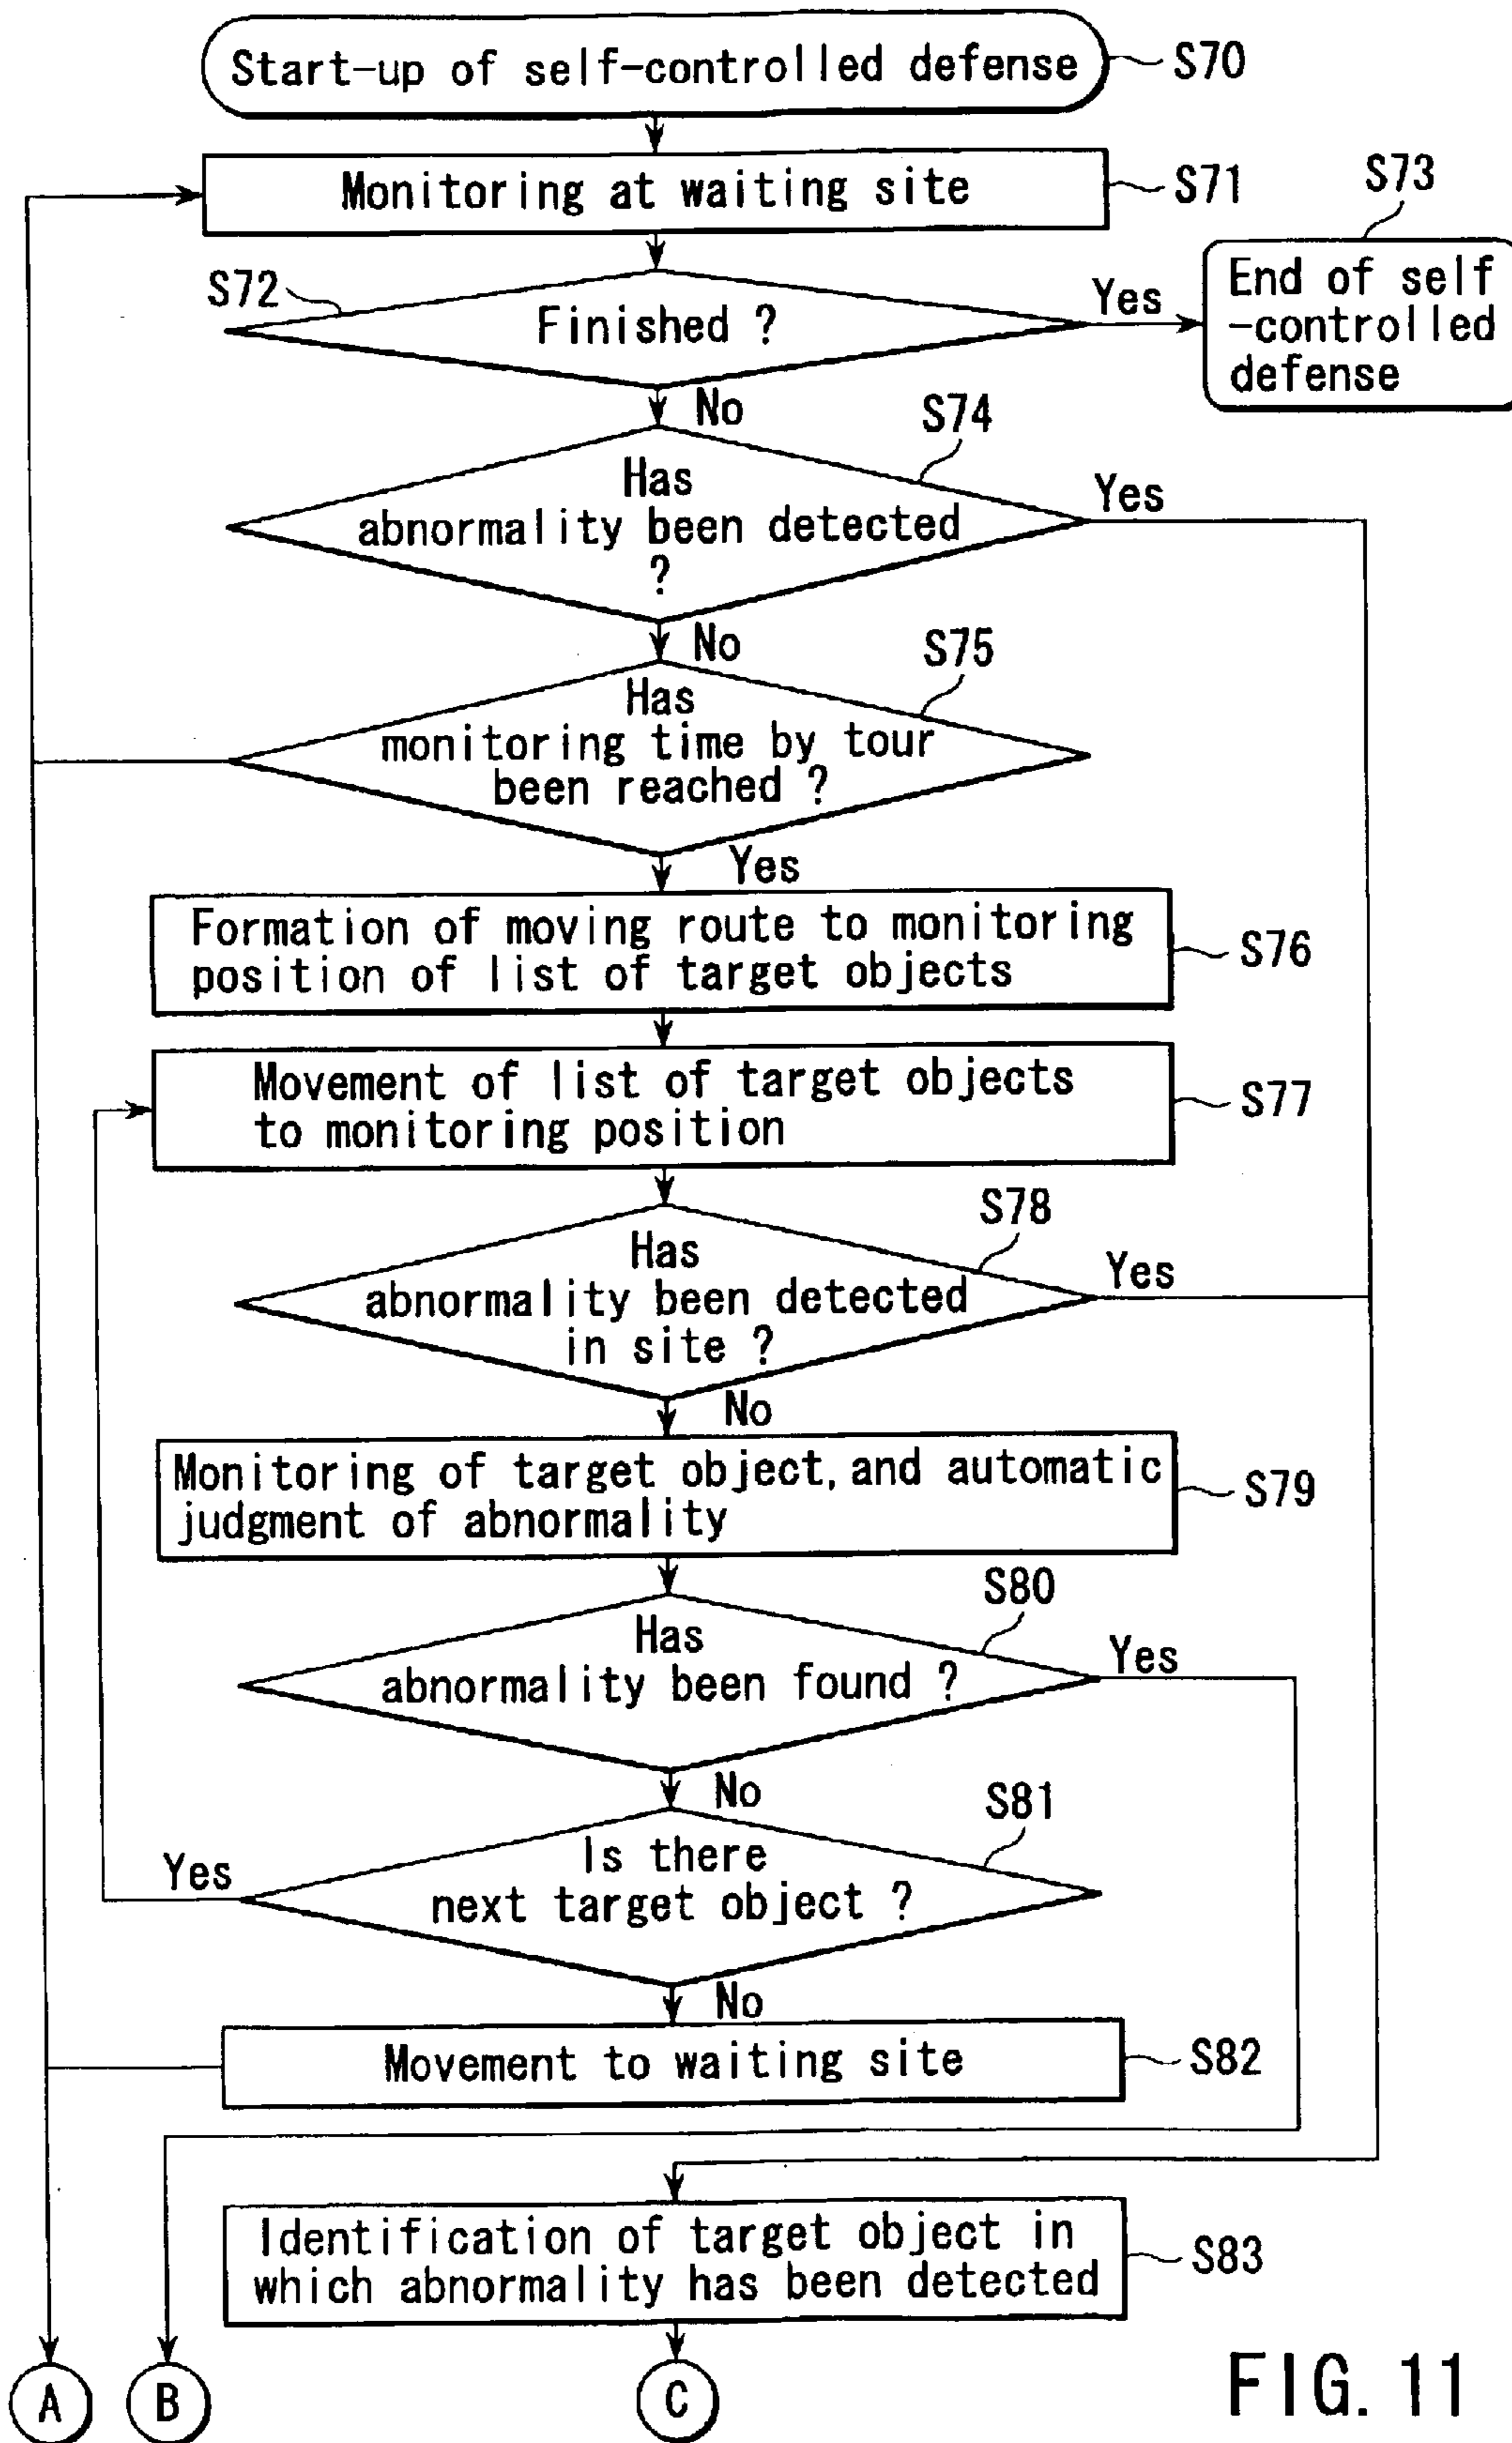 Start-up of self-controlled defense
S70
Monitoring at waiting site
S71
S73
End of self
-controlled
defense
S72
Finished ?
Yes
No
S74
Has
abnormality been detected
?
Yes
No
S75
Has
monitoring time by tour
been reached ?
Yes
Formation of moving route to monitoring
position of list of target objects
S76
Movement of list of target objects
to monitoring position
S77
S78
Has
abnormality been detected
in site ?
Yes
No
Monitoring of target object, and automatic
judgment of abnormality
S79
S80
Has
abnormality been found ?
Yes
No
S81
Is there
next target object ?
Yes
No
Movement to waiting site
S82
Identification of target object in
which abnormality has been detected
S83
A
B
C
FIG. 11